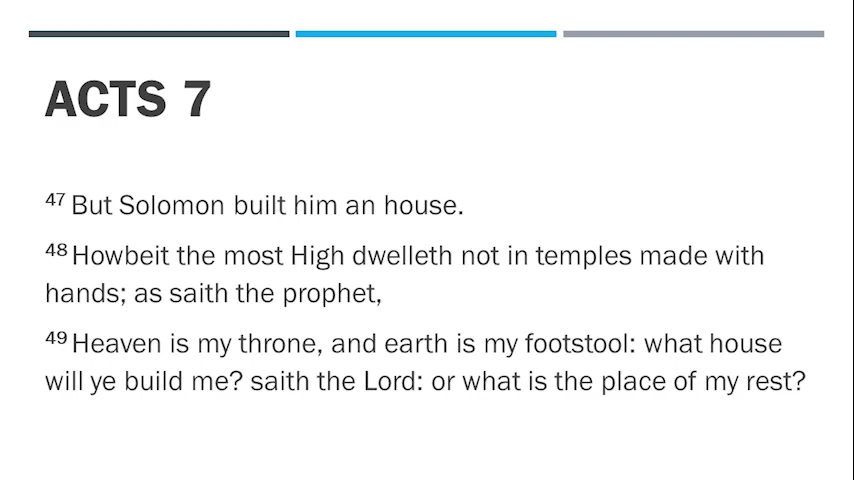 ACTS 7
47 But Solomon built him an house.
48 Howbeit the most High dwelleth not in temples made with
hands; as saith the prophet,
49 Heaven is my throne, and earth is my footstool: what house
will ye build me? saith the Lord: or what is the place of my rest?